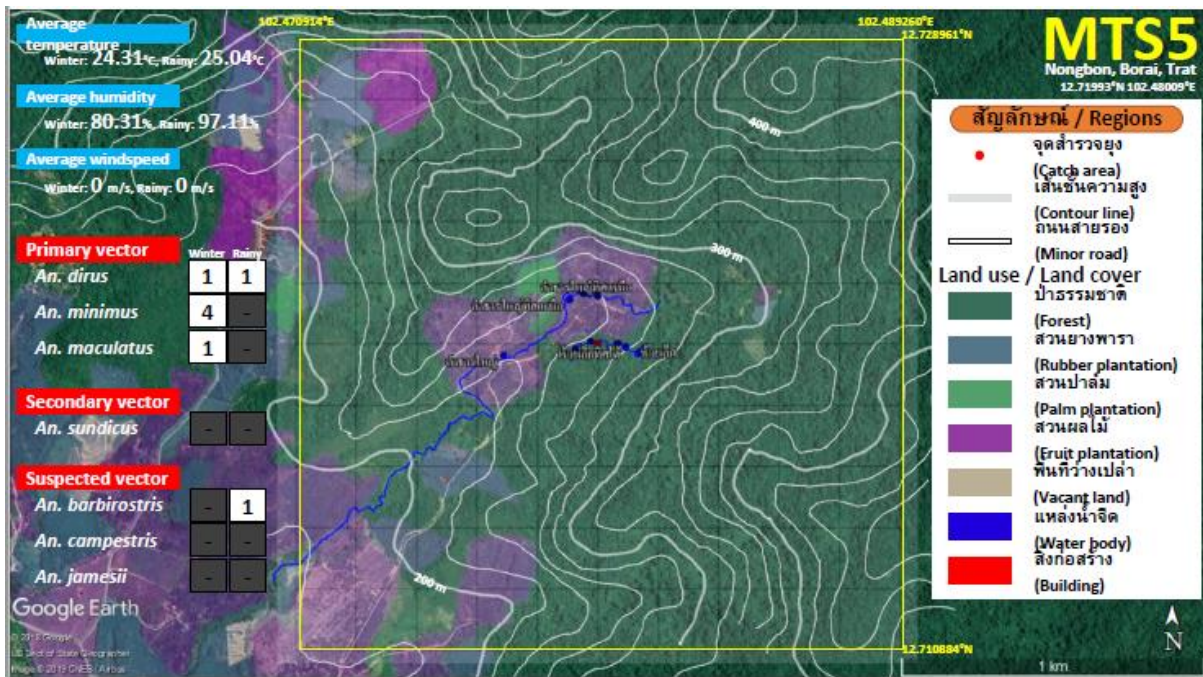 Average
temperature
Winter: 24.31°C, Rainy: 25.04°C
Average humidity
Winter: 80.31%, Rainy: 97.11%
Average windspeed
Winter: 0 m/s, Rainy: 0 m/s
Primary vector Winter Rainy
An. dirus 1 1
An. minimus 4 -
An. maculatus 1 -
Secondary vector
An. sundicus - -
Suspected vector
An. barbirostris - 1
An. campestris - -
An. jamesii - -
Google Earth
102.470914°E
102.489260°E
12.728961°N
400 m
300 m
200 m
12.710884°N
MTS5
Nongbon, Borai, Trat
12.71993°N 102.48009°E
สัญลักษณ์ / Regions
จุดสำรวจยุง
(Catch area)
เส้นชั้นความสูง
(Contour line)
ถนนสายรอง
(Minor road)
Land use / Land cover
ป่าธรรมชาติ
(Forest)
สวนยางพารา
(Rubber plantation)
สวนปาล์ม
(Palm plantation)
สวนผลไม้
(Fruit plantation)
พื้นที่ว่างเปล่า
(Vacant land)
แหล่งน้ำจืด
(Water body)
สิ่งก่อสร้าง
(Building)
N
1 km